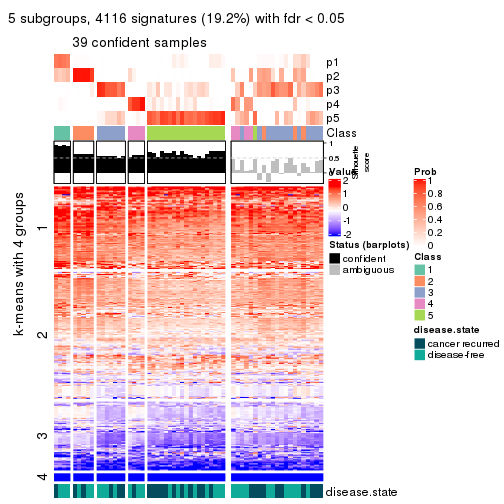 5 subgroups, 4116 signatures (19.2%) with fdr < 0.05
39 confident samples
p1
p2
p3
p4
p5
Class
1
0.5
0
Silhouette
score
k-means with 4 groups
1
2
3
4
disease.state
Value
2
1
0
-1
-2
Status (barplots)
confident
ambiguous
Prob
1
0.8
0.6
0.4
0.2
0
Class
1
2
3
4
5
disease.state
cancer recurred
disease-free